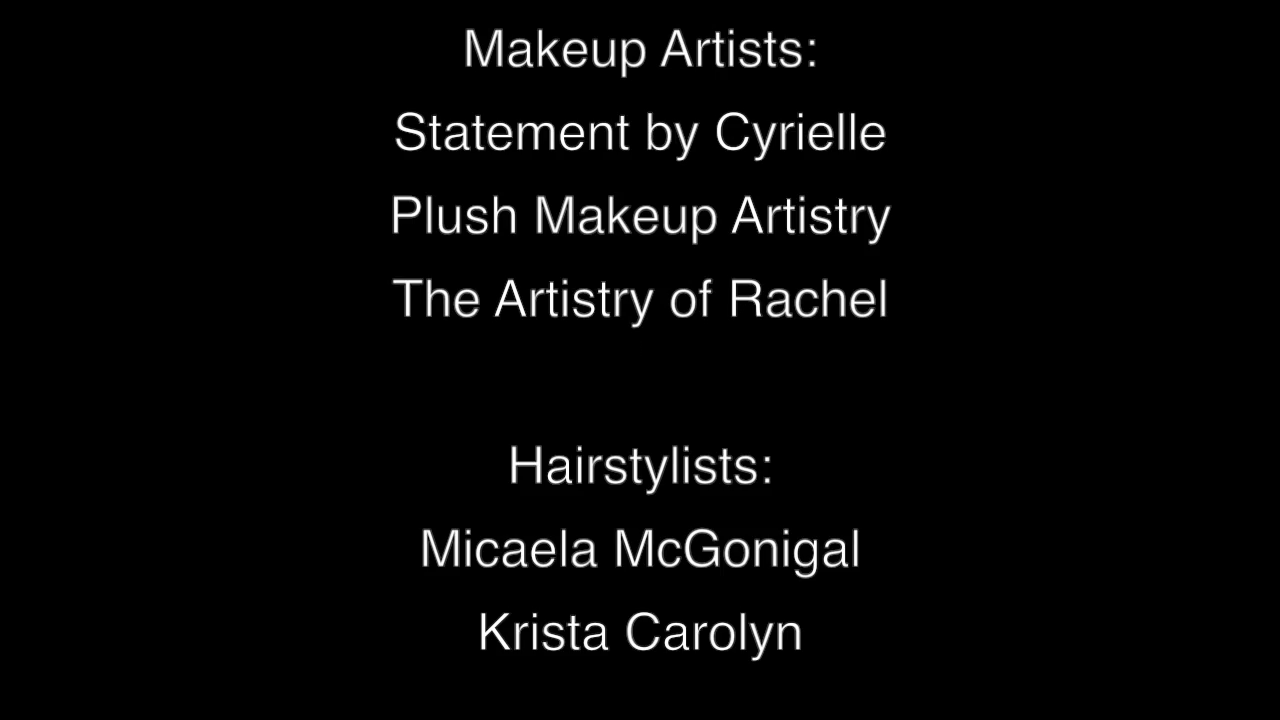 Makeup Artists:
Statement by Cyrielle
Plush Makeup Artistry
The Artistry of Rachel
Hairstylists:
Micaela McGonigal
Krista Carolyn